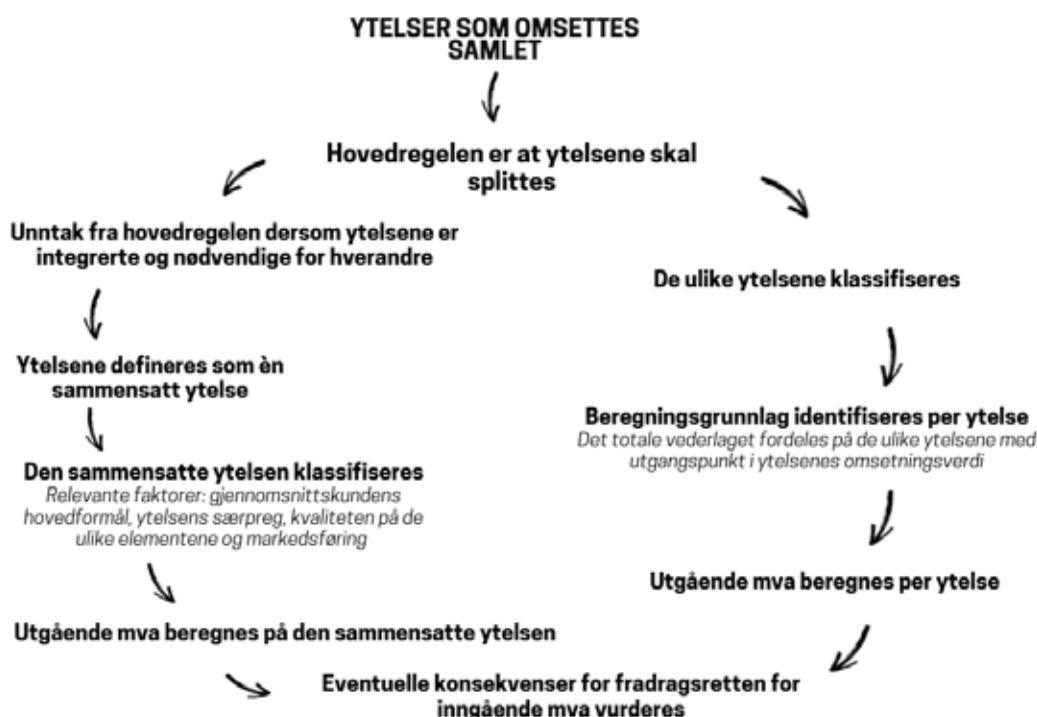 YTELSER SOM OMSETTES
SAMLET
Hovedregelen er at ytelsene skal
splittes
Unntak fra hovedregelen dersom ytelsene er
integrerte og nødvendige for hverandre
Ytelsene defineres som èn
sammensatt ytelse
Den sammensatte ytelsen klassifiseres
Relevante faktorer: gjennomsnittskundens
hovedformål, ytelsens særpreg, kvaliteten på de
ulike elementene og markedsføring
Utgående mva beregnes på den sammensatte ytelsen
De ulike ytelsene klassifiseres
Beregningsgrunnlag identifiseres per ytelse
Det totale vederlaget fordeles på de ulike ytelsene med
utgangspunkt i ytelsenes omsetningsverdi
Utgående mva beregnes per ytelse
Eventuelle konsekvenser for fradragsretten for
inngående mva vurderes